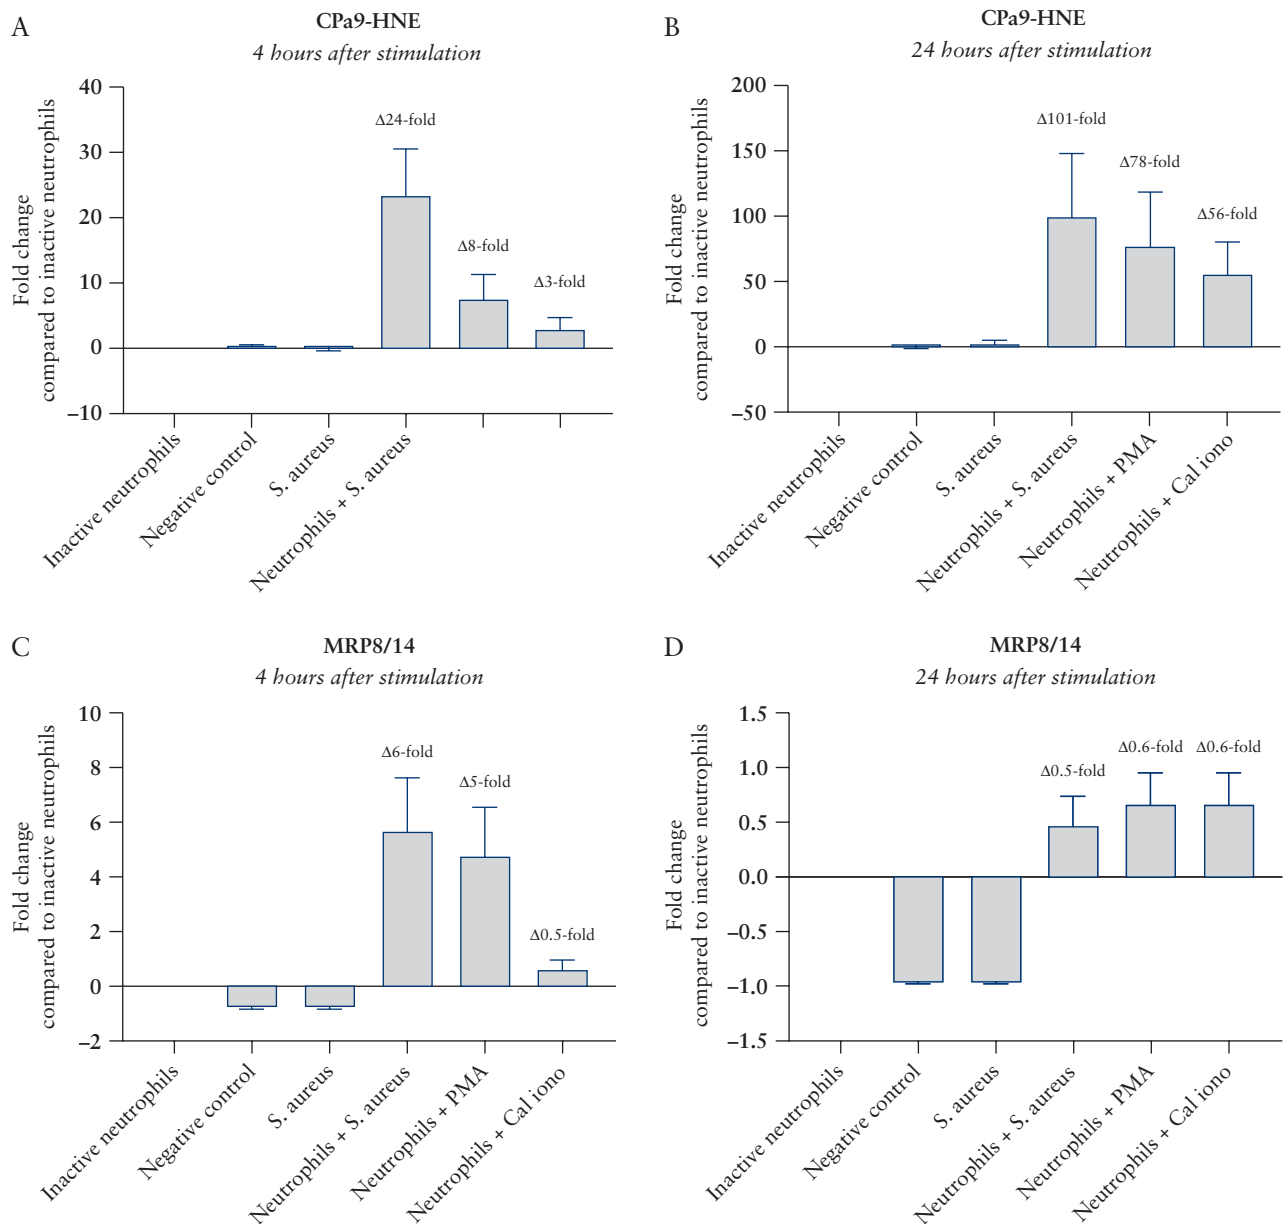 A
CPa9-HNE
4 hours after stimulation
Fold change
compared to inactive neutrophils
40
30
20
10
0
–10
Δ24-fold
Δ8-fold
Δ3-fold
Inactive neutrophils
Negative control
S. aureus
Neutrophils + S. aureus
B
CPa9-HNE
24 hours after stimulation
Fold change
compared to inactive neutrophils
200
150
100
50
0
–50
Δ101-fold
Δ78-fold
Δ56-fold
Inactive neutrophils
Negative control
S. aureus
Neutrophils + S. aureus
Neutrophils + PMA
Neutrophils + Cal iono
C
MRP8/14
4 hours after stimulation
Fold change
compared to inactive neutrophils
10
8
6
4
2
0
–2
Δ6-fold
Δ5-fold
Δ0.5-fold
Inactive neutrophils
Negative control
S. aureus
Neutrophils + S. aureus
Neutrophils + PMA
Neutrophils + Cal iono
D
MRP8/14
24 hours after stimulation
Fold change
compared to inactive neutrophils
1.5
1.0
0.5
0.0
–0.5
–1.0
–1.5
Δ0.5-fold
Δ0.6-fold
Δ0.6-fold
Inactive neutrophils
Negative control
S. aureus
Neutrophils + S. aureus
Neutrophils + PMA
Neutrophils + Cal iono